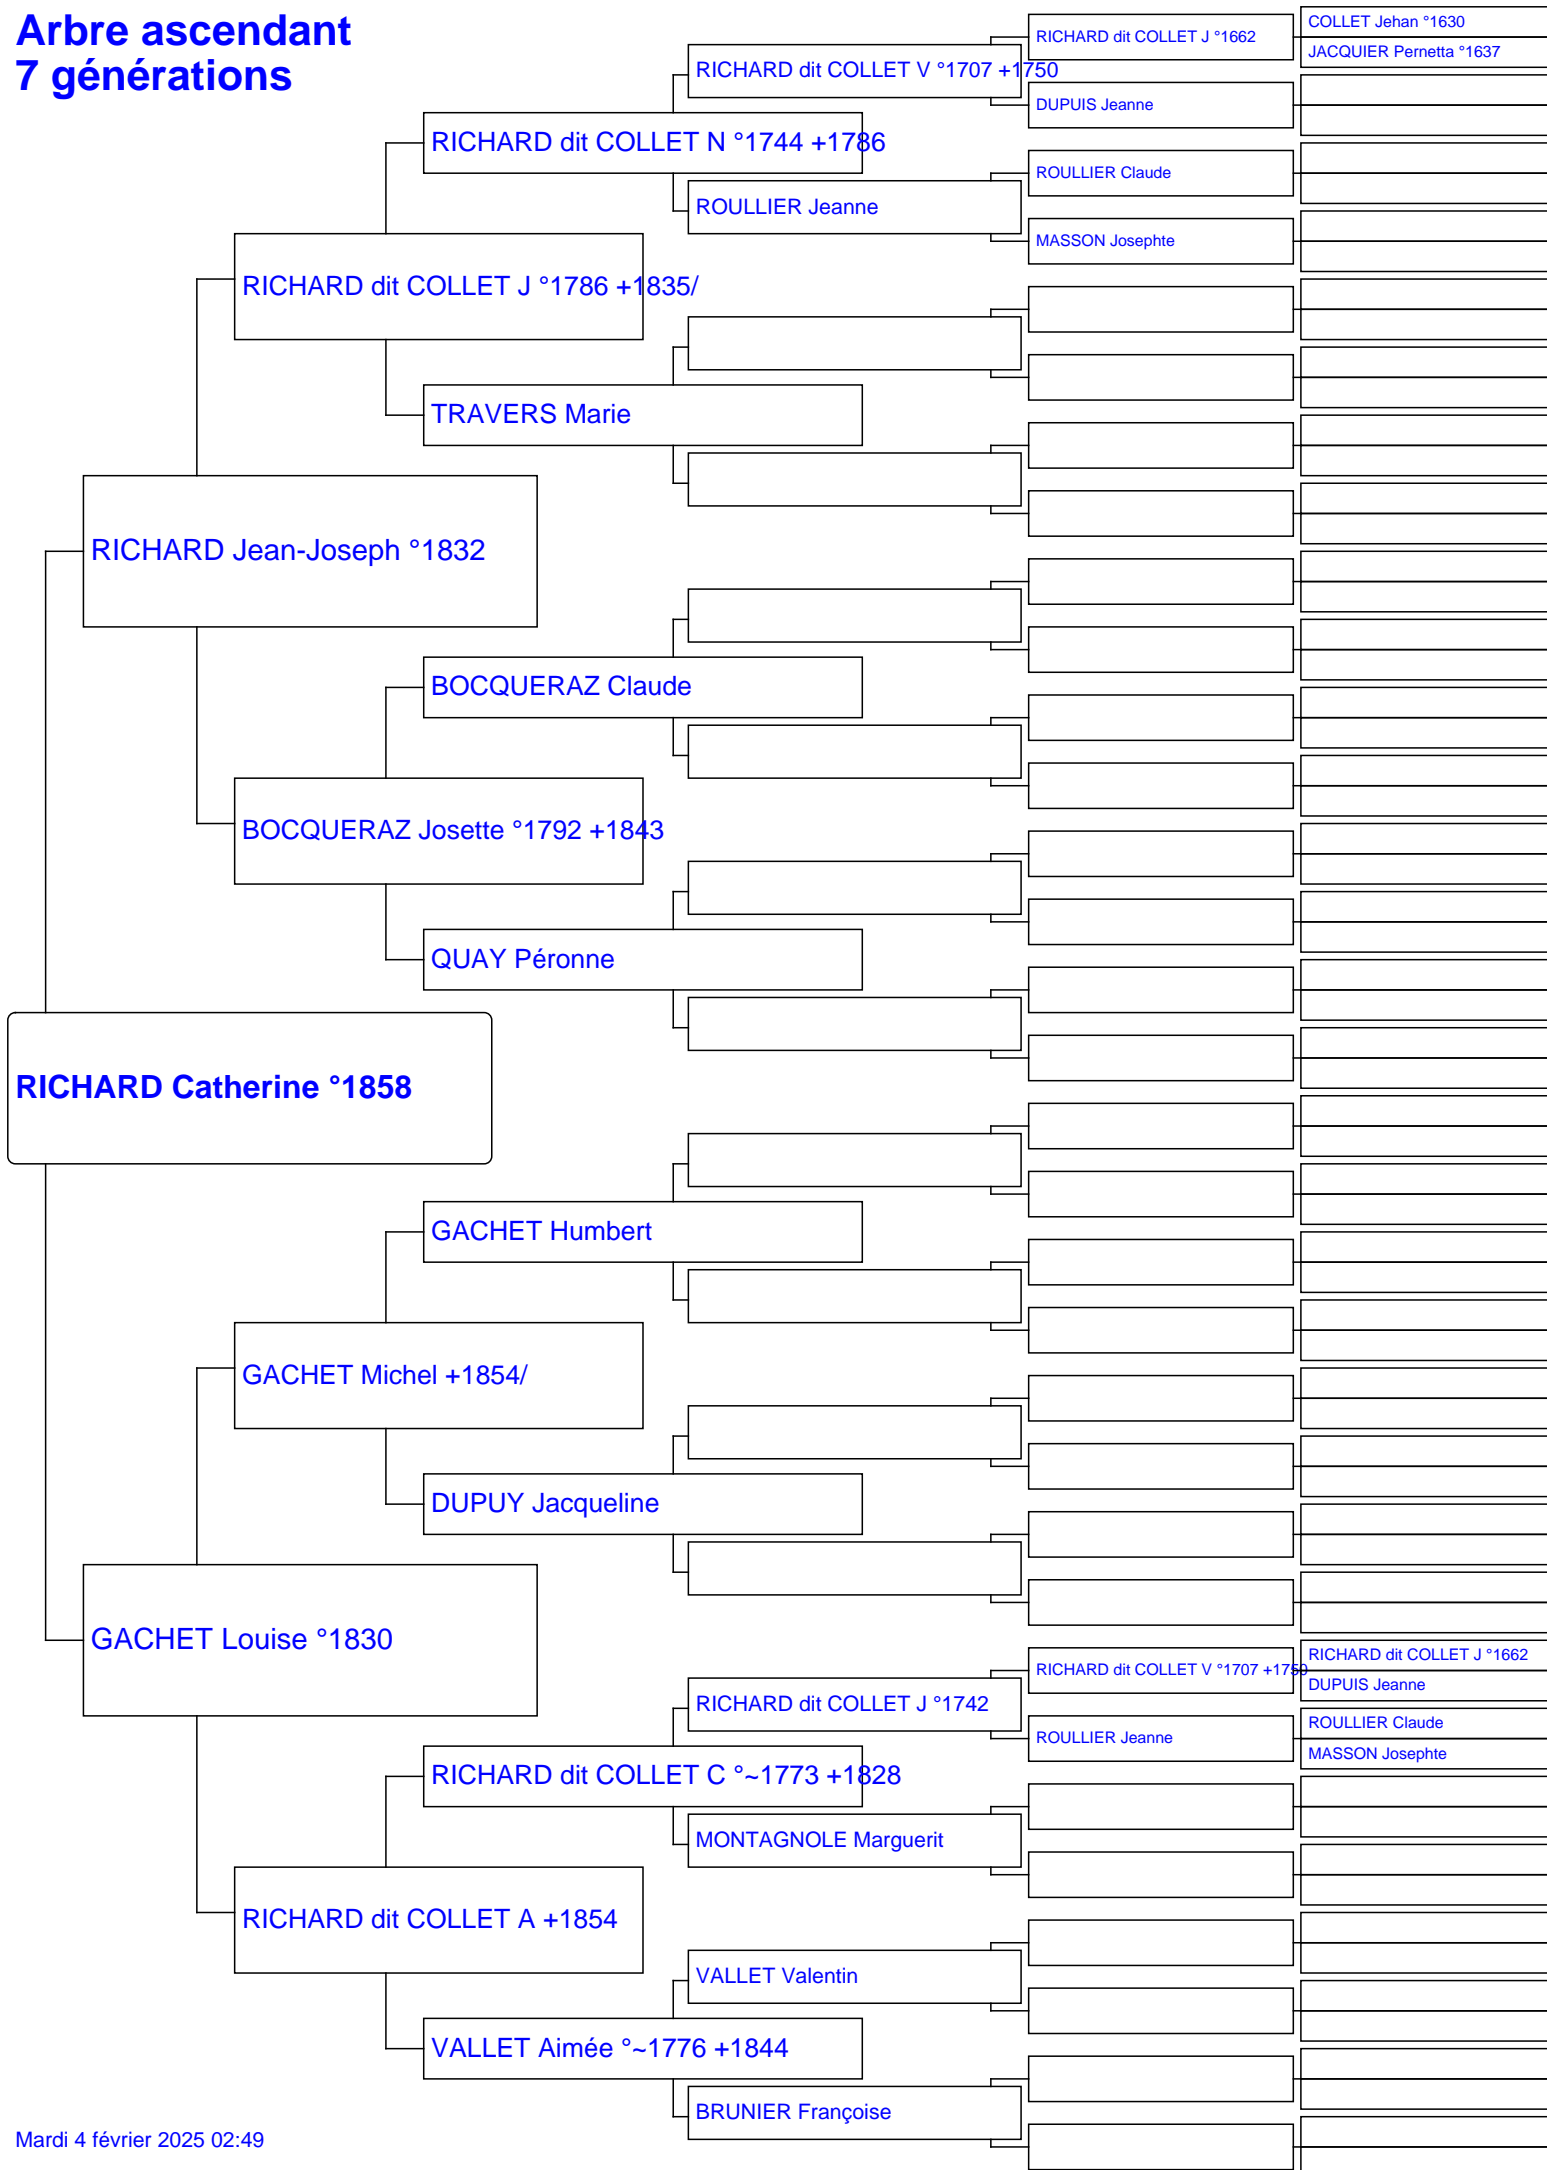 Arbre ascendant
7 générations
RICHARD dit COLLET J °1662
COLLET Jehan °1630
JACQUIER Pernetta °1637
RICHARD dit COLLET V °1707 +1750
DUPUIS Jeanne
RICHARD dit COLLET N °1744 +1786
ROULLIER Claude
ROULLIER Jeanne
MASSON Josephte
RICHARD dit COLLET J °1786 +1835/
TRAVERS Marie
RICHARD Jean-Joseph °1832
BOCQUERAZ Claude
BOCQUERAZ Josette °1792 +1843
QUAY Péronne
RICHARD Catherine °1858
GACHET Humbert
GACHET Michel +1854/
DUPUY Jacqueline
GACHET Louise °1830
RICHARD dit COLLET V °1707 +1750
RICHARD dit COLLET J °1662
DUPUIS Jeanne
RICHARD dit COLLET J °1742
ROULLIER Jeanne
ROULLIER Claude
MASSON Josephte
RICHARD dit COLLET C °~1773 +1828
MONTAGNOLE Marguerit
RICHARD dit COLLET A +1854
VALLET Valentin
VALLET Aimée °~1776 +1844
BRUNIER Françoise
Mardi 4 février 2025 02:49